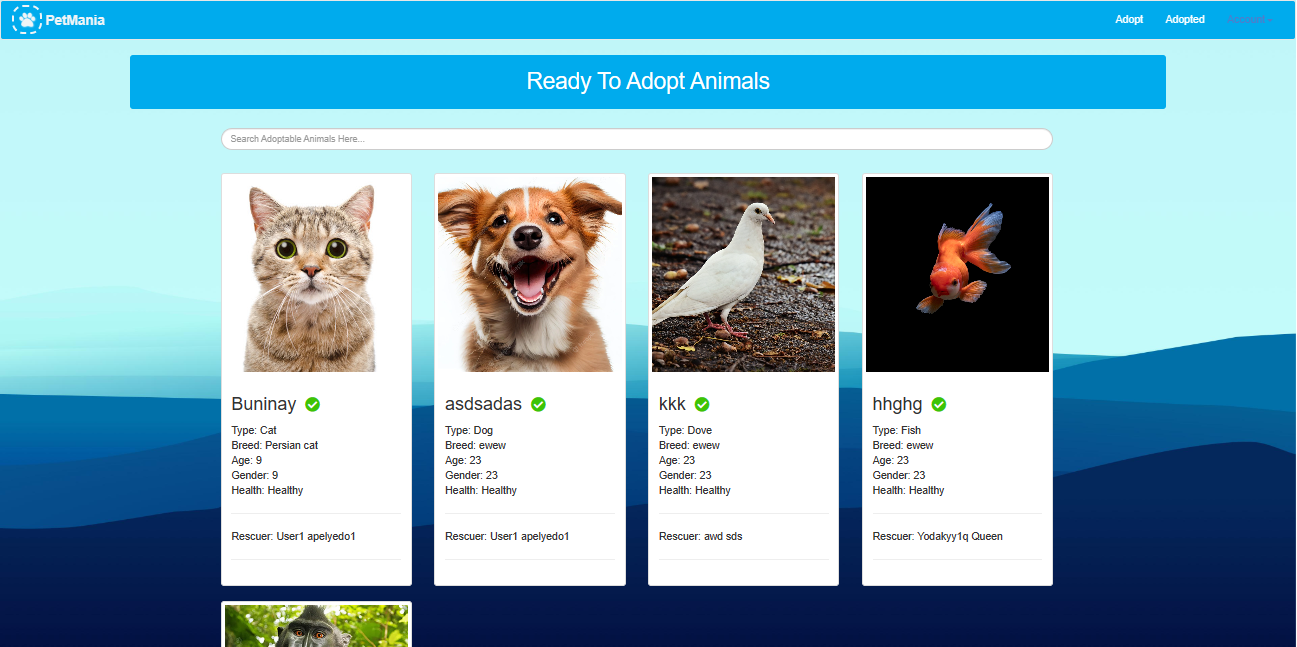 PetMania
Adopt Adopted Account
Ready To Adopt Animals
Search Adoptable Animals Here...
Buninay
Type: Cat
Breed: Persian cat
Age: 9
Gender: 9
Health: Healthy
Rescuer: User1 apelyedo1
asdsadas
Type: Dog
Breed: ewew
Age: 23
Gender: 23
Health: Healthy
Rescuer: User1 apelyedo1
kkk
Type: Dove
Breed: ewew
Age: 23
Gender: 23
Health: Healthy
Rescuer: awd sds
hhghg
Type: Fish
Breed: ewew
Age: 23
Gender: 23
Health: Healthy
Rescuer: Yodakyy1q Queen